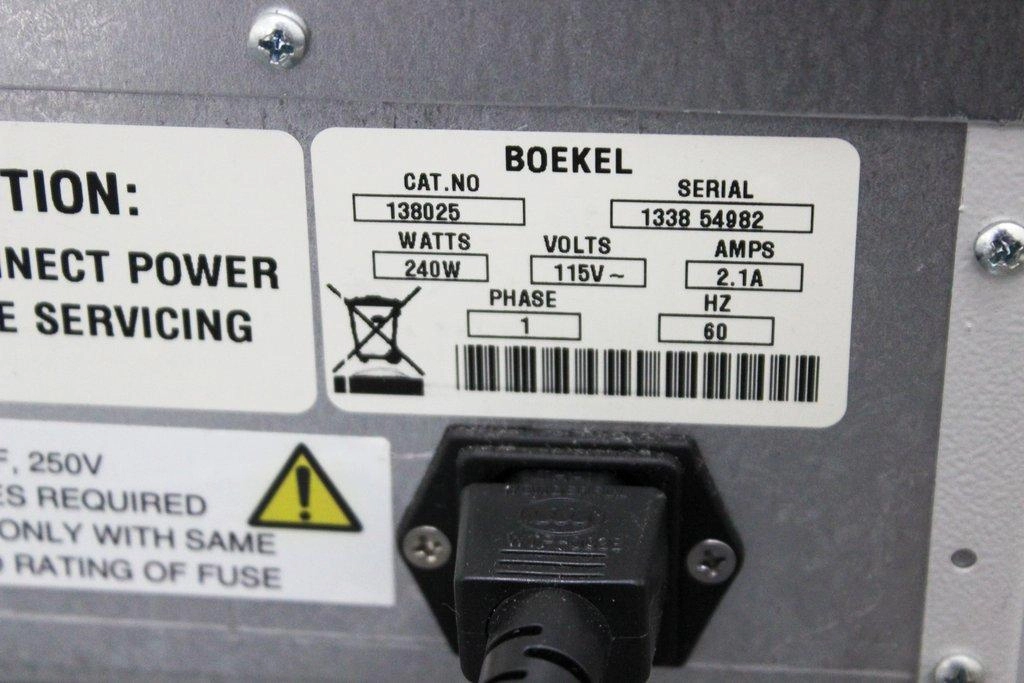 TION:
NNECT POWER
E SERVICING
BOEKEL
CAT.NO SERIAL
138025 1338 54982
WATTS VOLTS AMPS
240W 115V~ 2.1A
PHASE HZ
1 60
F, 250V
ES REQUIRED
ONLY WITH SAME
RATING OF FUSE